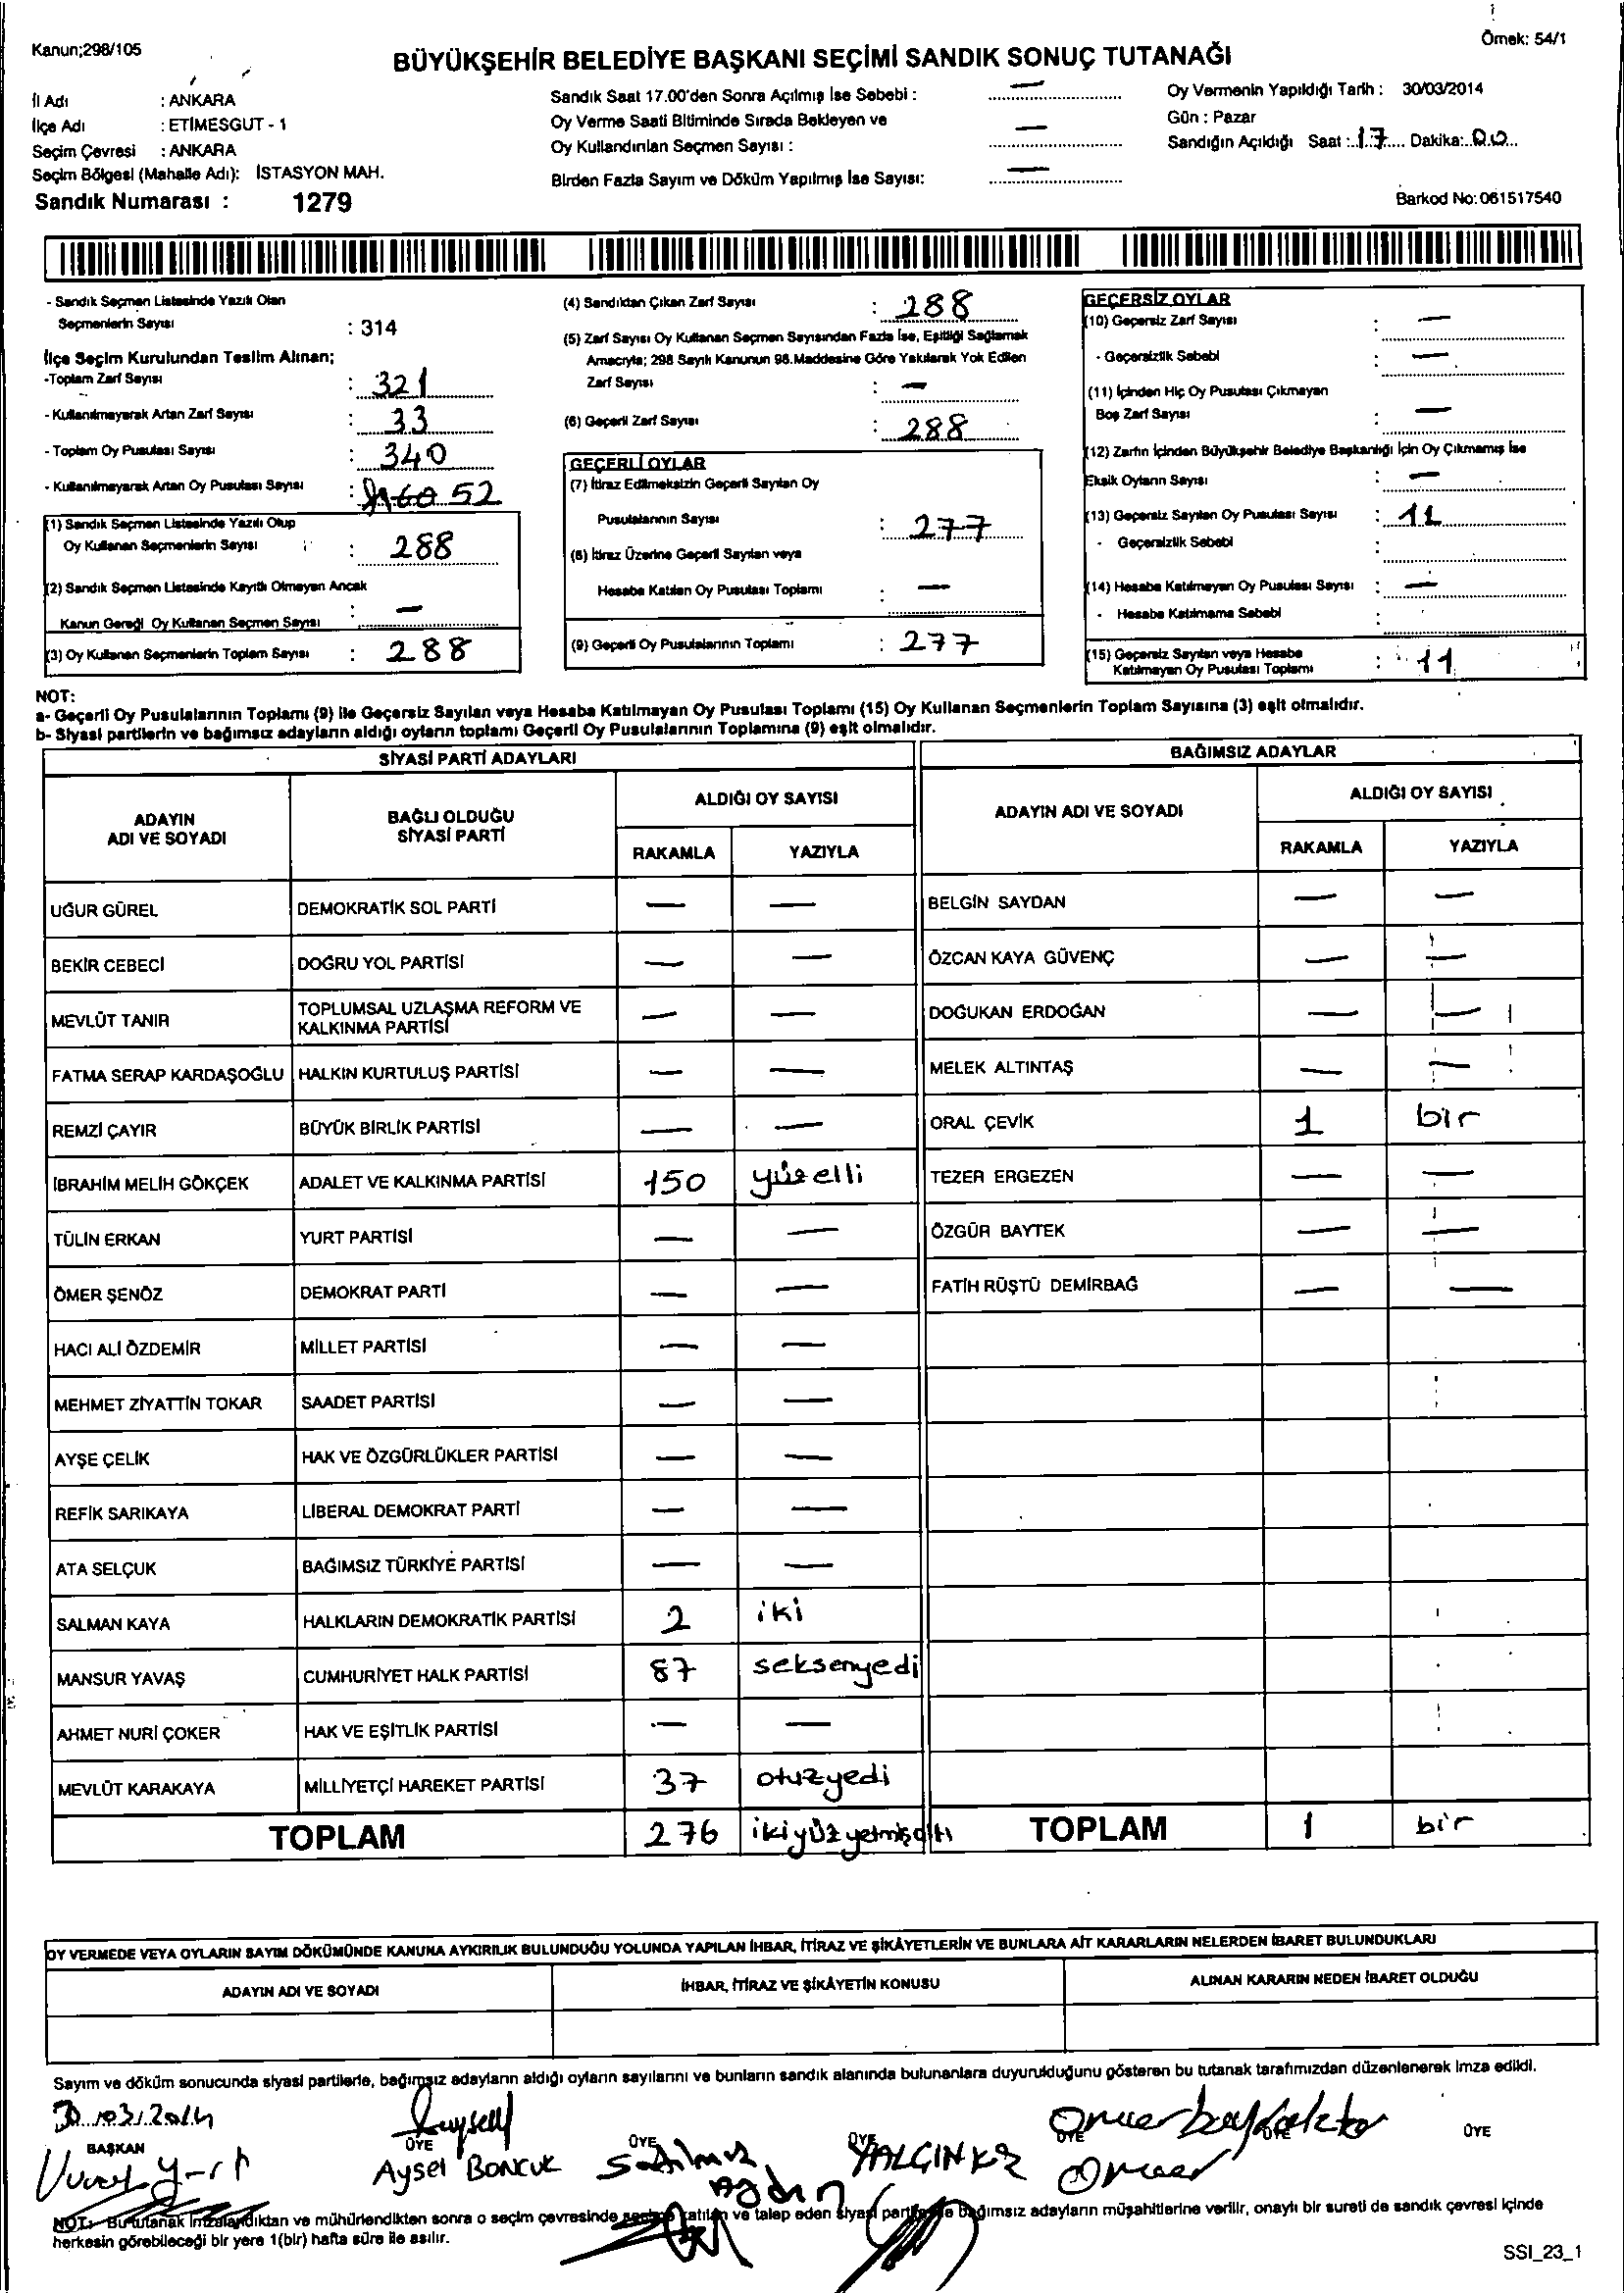 Kanun;298/105
Örnek: 54/1
BÜYÜKŞEHİR BELEDİYE BAŞKANI SEÇİMİ SANDIK SONUÇ TUTANAĞI
İl Adı : ANKARA
İlçe Adı : ETİMESGUT - 1
Seçim Çevresi : ANKARA
Seçim Bölgesi (Mahalle Adı): İSTASYON MAH.
Sandık Numarası : 1279
Sandık Saat 17.00'den Sonra Açılmış İse Sebebi : —
Oy Verme Saati Bitiminde Sırada Bekleyen ve
Oy Kullandırılan Seçmen Sayısı : —
Birden Fazla Sayım ve Döküm Yapılmış İse Sayısı: —
Oy Vermenin Yapıldığı Tarih : 30/03/2014
Gün : Pazar
Sandığın Açıldığı Saat : 17 Dakika: 00
Barkod No:061517540
- Sandık Seçmen Listesinde Yazılı Olan
Seçmenlerin Sayısı : 314
İlçe Seçim Kurulundan Teslim Alınan;
-Toplam Zarf Sayısı : 321
- Kullanılmayarak Artan Zarf Sayısı : 33
- Toplam Oy Pusulası Sayısı : 340
- Kullanılmayarak Artan Oy Pusulası Sayısı : 52
(1) Sandık Seçmen Listesinde Yazılı Olup
Oy Kullanan Seçmenlerin Sayısı : 288
(2) Sandık Seçmen Listesinde Kayıtlı Olmayan Ancak
Kanun Gereği Oy Kullanan Seçmen Sayısı : —
(3) Oy Kullanan Seçmenlerin Toplam Sayısı : 288
(4) Sandıktan Çıkan Zarf Sayısı : 288
(5) Zarf Sayısı Oy Kullanan Seçmen Sayısından Fazla İse, Eşitliği Sağlamak
Amacıyla; 298 Sayılı Kanunun 98.Maddesine Göre Yakılarak Yok Edilen
Zarf Sayısı : —
(6) Geçerli Zarf Sayısı : 288
GEÇERLİ OYLAR
(7) İtiraz Edilmeksizin Geçerli Sayılan Oy
Pusulalarının Sayısı : 277
(8) İtiraz Üzerine Geçerli Sayılan veya
Hesaba Katılan Oy Pusulası Toplamı : —
(9) Geçerli Oy Pusulalarının Toplamı : 277
GEÇERSİZ OYLAR
(10) Geçersiz Zarf Sayısı : —
- Geçersizlik Sebebi : —
(11) İçinden Hiç Oy Pusulası Çıkmayan
Boş Zarf Sayısı : —
(12) Zarfın İçinden Büyükşehir Belediye Başkanlığı İçin Oy Çıkmamış İse
Eksik Oyların Sayısı : —
(13) Geçersiz Sayılan Oy Pusulası Sayısı : 11
- Geçersizlik Sebebi :
(14) Hesaba Katılmayan Oy Pusulası Sayısı : —
- Hesaba Katılmama Sebebi :
(15) Geçersiz Sayılan veya Hesaba
Katılmayan Oy Pusulası Toplamı : 11
NOT:
a- Geçerli Oy Pusulalarının Toplamı (9) ile Geçersiz Sayılan veya Hesaba Katılmayan Oy Pusulası Toplamı (15) Oy Kullanan Seçmenlerin Toplam Sayısına (3) eşit olmalıdır.
b- Siyasi partilerin ve bağımsız adayların aldığı oyların toplamı Geçerli Oy Pusulalarının Toplamına (9) eşit olmalıdır.
SİYASİ PARTİ ADAYLARI
ADAYIN ADI VE SOYADI
BAĞLI OLDUĞU SİYASİ PARTİ
ALDIĞI OY SAYISI
RAKAMLA YAZIYLA
UĞUR GÜREL DEMOKRATİK SOL PARTİ — —
BEKİR CEBECİ DOĞRU YOL PARTİSİ — —
MEVLÜT TANIR TOPLUMSAL UZLAŞMA REFORM VE KALKINMA PARTİSİ — —
FATMA SERAP KARDAŞOĞLU HALKIN KURTULUŞ PARTİSİ — —
REMZİ ÇAYIR BÜYÜK BİRLİK PARTİSİ — —
İBRAHİM MELİH GÖKÇEK ADALET VE KALKINMA PARTİSİ 150 yüzelli
TÜLİN ERKAN YURT PARTİSİ — —
ÖMER ŞENÖZ DEMOKRAT PARTİ — —
HACI ALİ ÖZDEMİR MİLLET PARTİSİ — —
MEHMET ZİYATTİN TOKAR SAADET PARTİSİ — —
AYŞE ÇELİK HAK VE ÖZGÜRLÜKLER PARTİSİ — —
REFİK SARIKAYA LİBERAL DEMOKRAT PARTİ — —
ATA SELÇUK BAĞIMSIZ TÜRKİYE PARTİSİ — —
SALMAN KAYA HALKLARIN DEMOKRATİK PARTİSİ 2 iki
MANSUR YAVAŞ CUMHURİYET HALK PARTİSİ 87 seksenyedi
AHMET NURİ ÇOKER HAK VE EŞİTLİK PARTİSİ — —
MEVLÜT KARAKAYA MİLLİYETÇİ HAREKET PARTİSİ 37 otuzyedi
TOPLAM 276 ikiyüzyetmişaltı
BAĞIMSIZ ADAYLAR
ADAYIN ADI VE SOYADI
ALDIĞI OY SAYISI
RAKAMLA YAZIYLA
BELGİN SAYDAN — —
ÖZCAN KAYA GÜVENÇ — —
DOĞUKAN ERDOĞAN — —
MELEK ALTINTAŞ — —
ORAL ÇEVİK 1 bir
TEZER ERGEZEN — —
ÖZGÜR BAYTEK — —
FATİH RÜŞTÜ DEMİRBAĞ — —
TOPLAM 1 bir
OY VERMEDE VEYA OYLARIN SAYIM DÖKÜMÜNDE KANUNA AYKIRILIK BULUNDUĞU YOLUNDA YAPILAN İHBAR, İTİRAZ VE ŞİKÂYETLERİN VE BUNLARA AİT KARARLARIN NELERDEN İBARET BULUNDUKLARI
ADAYIN ADI VE SOYADI
İHBAR, İTİRAZ VE ŞİKÂYETİN KONUSU
ALINAN KARARIN NEDEN İBARET OLDUĞU
Sayım ve döküm sonucunda siyasi partilerle, bağımsız adayların aldığı oyların sayılarını ve bunların sandık alanında bulunanlara duyurulduğunu gösteren bu tutanak tarafımızdan düzenlenerek imza edildi.
30.03.2014
BAŞKAN ÜYE ÜYE ÜYE ÜYE ÜYE ÜYE
Aysel BONCUK
Aydın
NOT: Bu tutanak imzalandıktan ve mühürlendikten sonra o seçim çevresinde seçime katılan ve talep eden siyasi parti ve bağımsız adayların müşahitlerine verilir, onaylı bir sureti de sandık çevresi içinde
herkesin görebileceği bir yere 1(bir) hafta süre ile asılır.
SSI_23_1